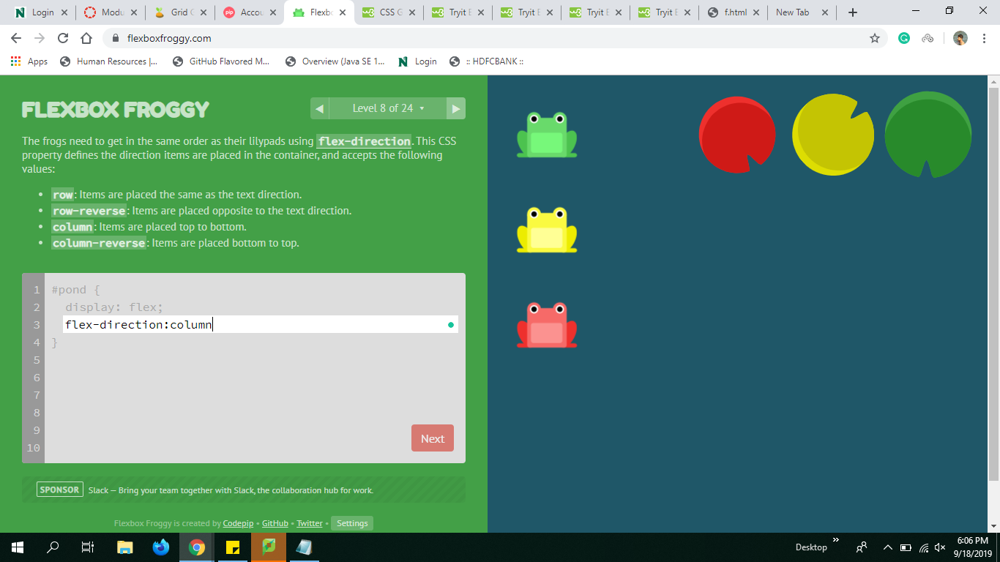 Login
Modu
Grid C
Accou
Flexbo
CSS G
Tryit E
Tryit E
Tryit E
Tryit E
f.html
New Tab
flexboxfroggy.com
Apps
Human Resources |...
GitHub Flavored M...
Overview (Java SE 1...
Login
:: HDFCBANK ::
FLEXBOX FROGGY
◀ Level 8 of 24 ▾ ▶
The frogs need to get in the same order as their lilypads using flex-direction. This CSS
property defines the direction items are placed in the container, and accepts the following
values:
• row: Items are placed the same as the text direction.
• row-reverse: Items are placed opposite to the text direction.
• column: Items are placed top to bottom.
• column-reverse: Items are placed bottom to top.
1 #pond {
2 display: flex;
3 flex-direction:column
4 }
5
6
7
8
9
10
Next
SPONSOR Slack — Bring your team together with Slack, the collaboration hub for work.
Flexbox Froggy is created by Codepip • GitHub • Twitter • Settings
Desktop
6:06 PM
9/18/2019